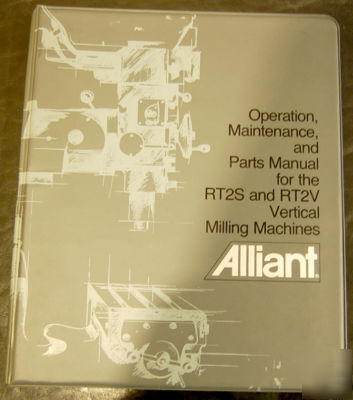 Operation,
Maintenance,
and
Parts Manual
for the
RT2S and RT2V
Vertical
Milling Machines
Alliant